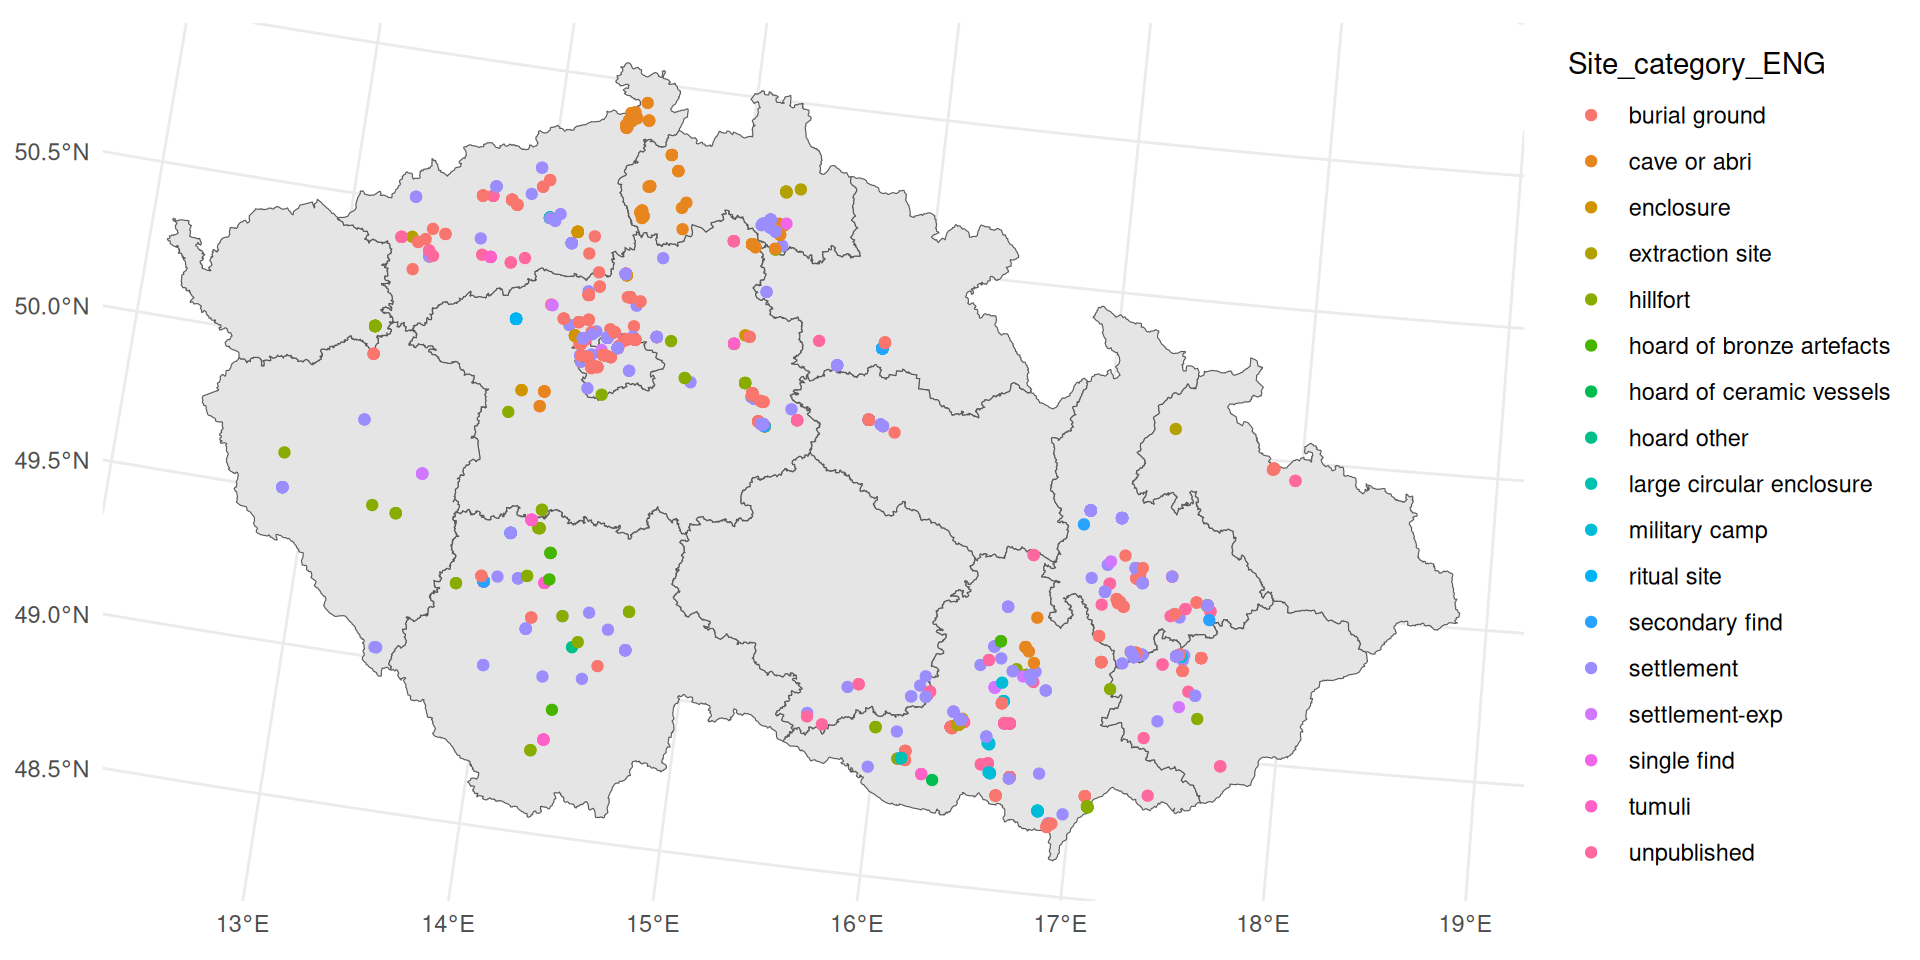 Site_category_ENG
burial ground
cave or abri
enclosure
extraction site
hillfort
hoard of bronze artefacts
hoard of ceramic vessels
hoard other
large circular enclosure
military camp
ritual site
secondary find
settlement
settlement-exp
single find
tumuli
unpublished
50.5°N
50.0°N
49.5°N
49.0°N
48.5°N
13°E 14°E 15°E 16°E 17°E 18°E 19°E